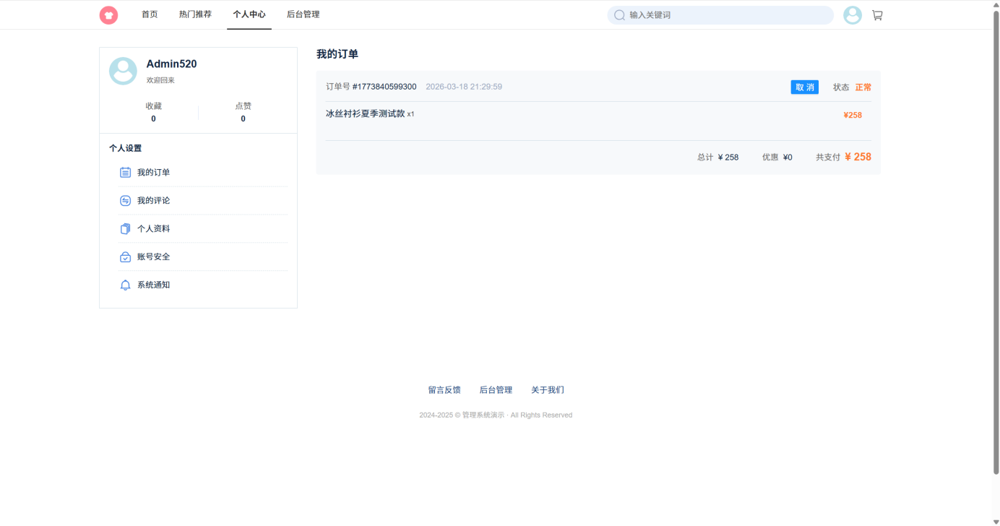 首页 热门推荐 个人中心 后台管理 输入关键词
Admin520
欢迎回来
收藏 点赞
0 0
个人设置
我的订单
我的评论
个人资料
账号安全
系统通知
我的订单
订单号 #1773840599300 2026-03-18 21:29:59 取 消 状态 正常
冰丝衬衫夏季测试款 x1 ¥258
总计 ¥ 258 优惠 ¥0 共支付 ¥ 258
留言反馈 后台管理 关于我们
2024-2025 © 管理系统演示 · All Rights Reserved